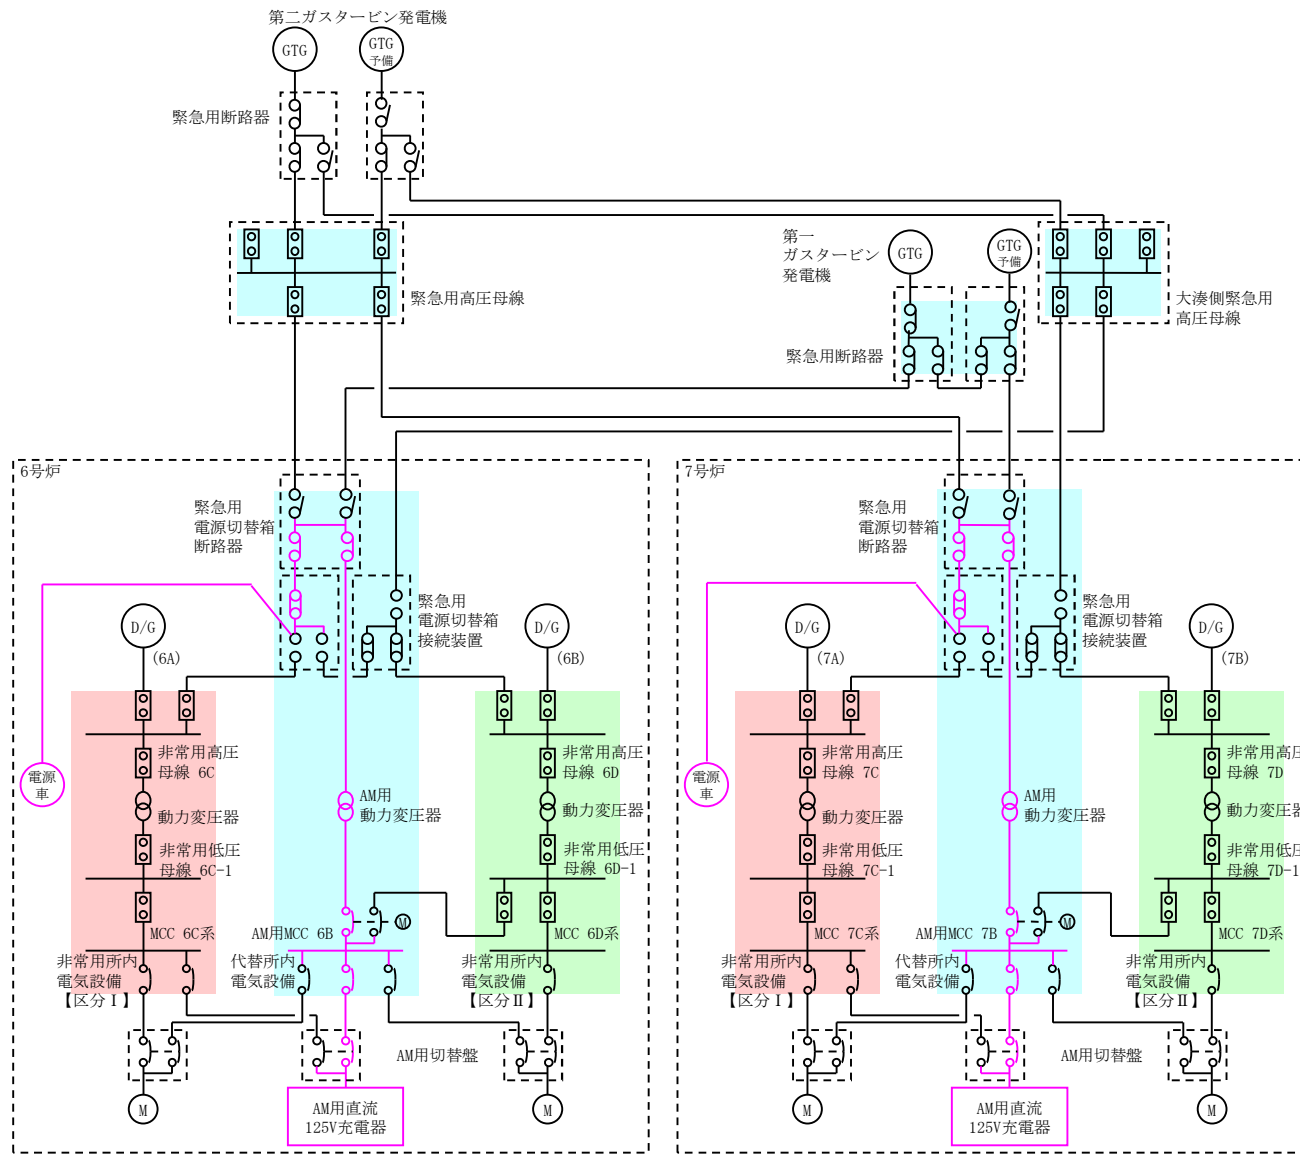 第二ガスタービン発電機
GTG
GTG
予備
緊急用断路器
緊急用高圧母線
第一
ガスタービン
発電機
GTG
GTG
予備
緊急用断路器
大湊側緊急用
高圧母線
6号炉
緊急用
電源切替箱
断路器
緊急用
電源切替箱
接続装置
D/G
(6A)
D/G
(6B)
電源
車
非常用高圧
母線 6C
動力変圧器
非常用低圧
母線 6C-1
MCC 6C系
非常用所内
電気設備
【区分Ⅰ】
AM用
動力変圧器
M
AM用MCC 6B
代替所内
電気設備
非常用高圧
母線 6D
動力変圧器
非常用低圧
母線 6D-1
MCC 6D系
非常用所内
電気設備
【区分Ⅱ】
AM用切替盤
M
AM用直流
125V充電器
M
7号炉
緊急用
電源切替箱
断路器
緊急用
電源切替箱
接続装置
D/G
(7A)
D/G
(7B)
電源
車
非常用高圧
母線 7C
動力変圧器
非常用低圧
母線 7C-1
MCC 7C系
非常用所内
電気設備
【区分Ⅰ】
AM用
動力変圧器
M
AM用MCC 7B
代替所内
電気設備
非常用高圧
母線 7D
動力変圧器
非常用低圧
母線 7D-1
MCC 7D系
非常用所内
電気設備
【区分Ⅱ】
AM用切替盤
M
AM用直流
125V充電器
M